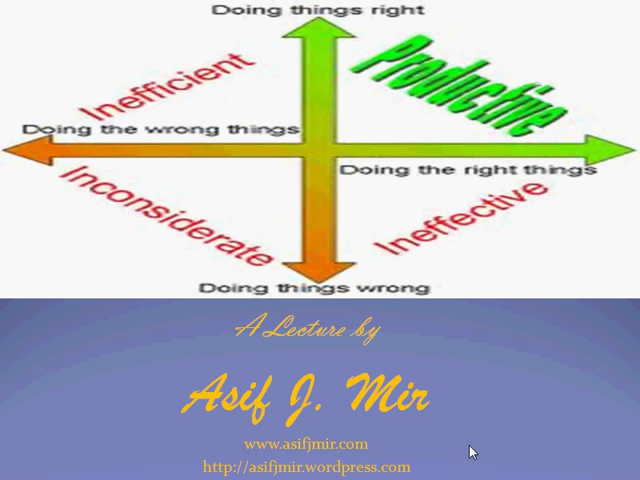 Doing things right
Inefficient
Productive
Doing the wrong things
Doing the right things
Inconsiderate
Ineffective
Doing things wrong
A Lecture by
Asif J. Mir
www.asifjmir.com
http://asifjmir.wordpress.com